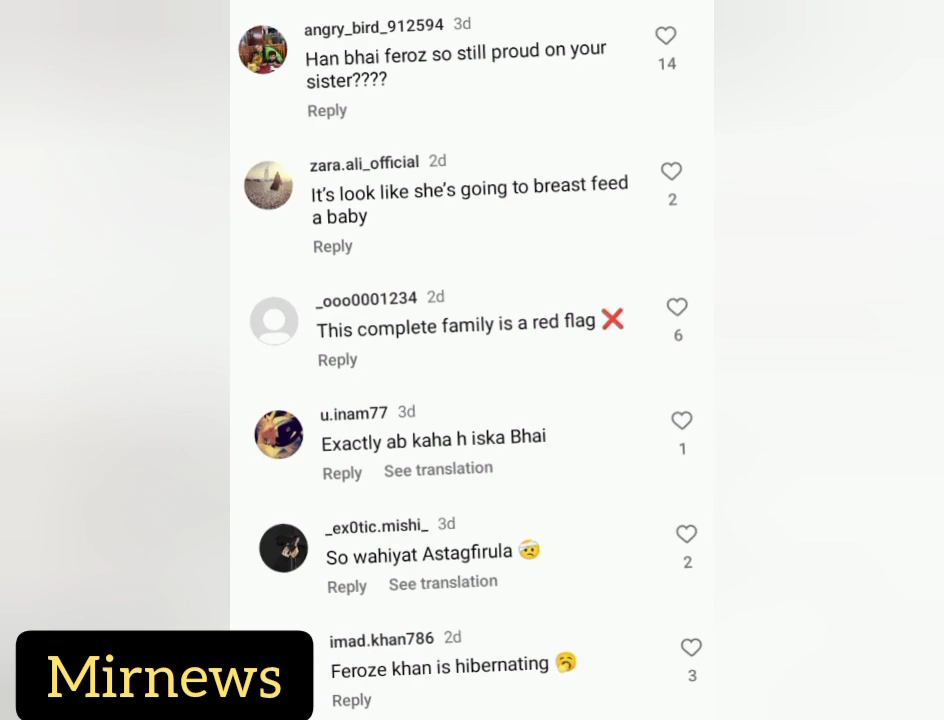 angry_bird_912594 3d
Han bhai feroz so still proud on your
sister????
14
Reply
zara.ali_official 2d
It's look like she's going to breast feed
a baby
2
Reply
_ooo0001234 2d
This complete family is a red flag ❌
6
Reply
u.inam77 3d
Exactly ab kaha h iska Bhai
1
Reply See translation
_ex0tic.mishi_ 3d
So wahiyat Astagfirula 🤕
2
Reply See translation
imad.khan786 2d
Feroze khan is hibernating 🥱
3
Reply
Mirnews